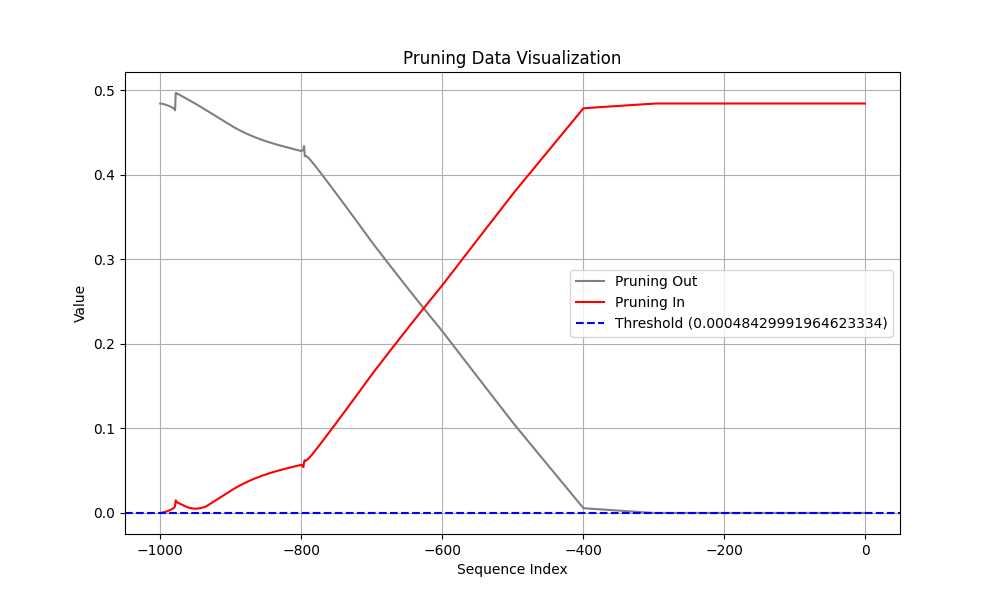 Pruning Data Visualization
Value
0.5
0.4
0.3
0.2
0.1
0.0
Pruning Out
Pruning In
Threshold (0.00048429991964623334)
−1000
−800
−600
−400
−200
0
Sequence Index